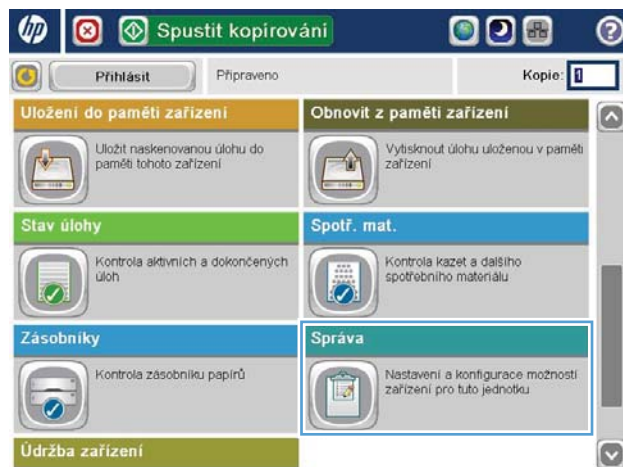 hp
Spustit kopirování
?
Přihlásit
Připraveno
Kopie: 1
Uložení do paměti zařízení
Uložit naskenovanou úlohu do
paměti tohoto zařízení
Obnovit z paměti zařízení
Vytisknout úlohu uloženou v paměti
zařízení
Stav úlohy
Kontrola aktivních a dokončených
úloh
Spotř. mat.
Kontrola kazet a dalšího
spotřebního materiálu
Zásobníky
Kontrola zásobníku papírů
Správa
Nastavení a konfigurace možností
zařízení pro tuto jednotku
Údržba zařízení